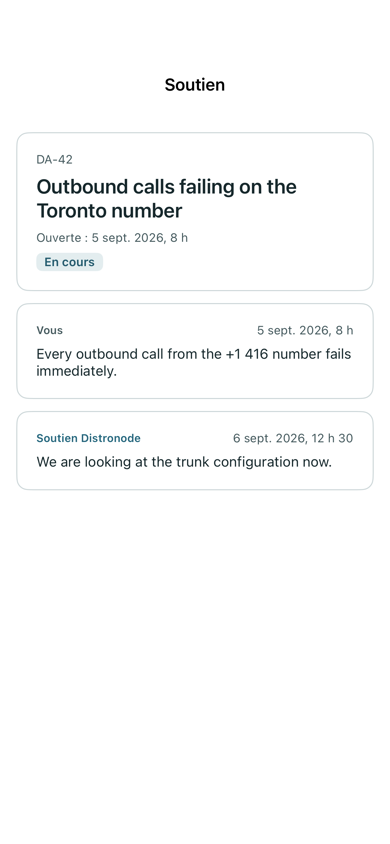 Soutien
DA-42
Outbound calls failing on the
Toronto number
Ouverte : 5 sept. 2026, 8 h
En cours
Vous
5 sept. 2026, 8 h
Every outbound call from the +1 416 number fails
immediately.
Soutien Distronode
6 sept. 2026, 12 h 30
We are looking at the trunk configuration now.